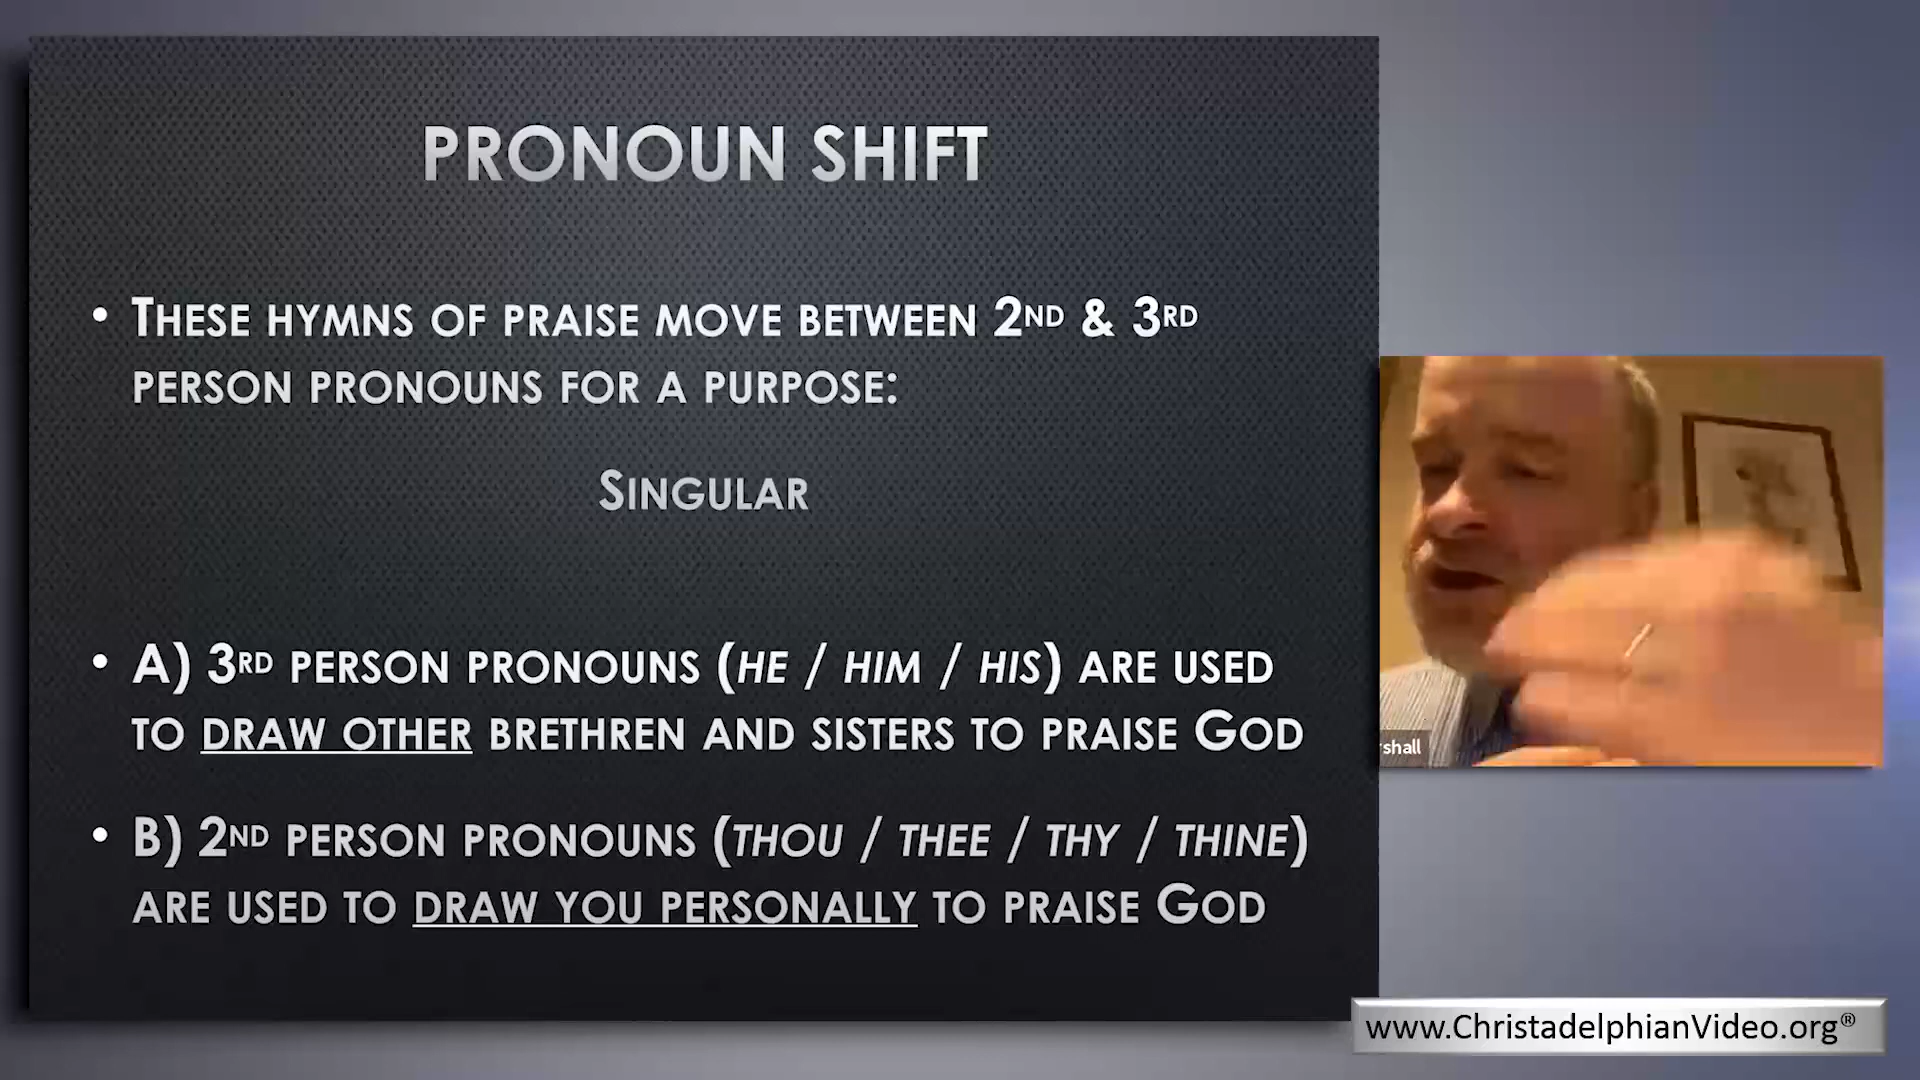 PRONOUN SHIFT
• THESE HYMNS OF PRAISE MOVE BETWEEN 2ND & 3RD
PERSON PRONOUNS FOR A PURPOSE:
SINGULAR
• A) 3RD PERSON PRONOUNS (HE / HIM / HIS) ARE USED
TO DRAW OTHER BRETHREN AND SISTERS TO PRAISE GOD
• B) 2ND PERSON PRONOUNS (THOU / THEE / THY / THINE)
ARE USED TO DRAW YOU PERSONALLY TO PRAISE GOD
rshall
www.ChristadelphianVideo.org®